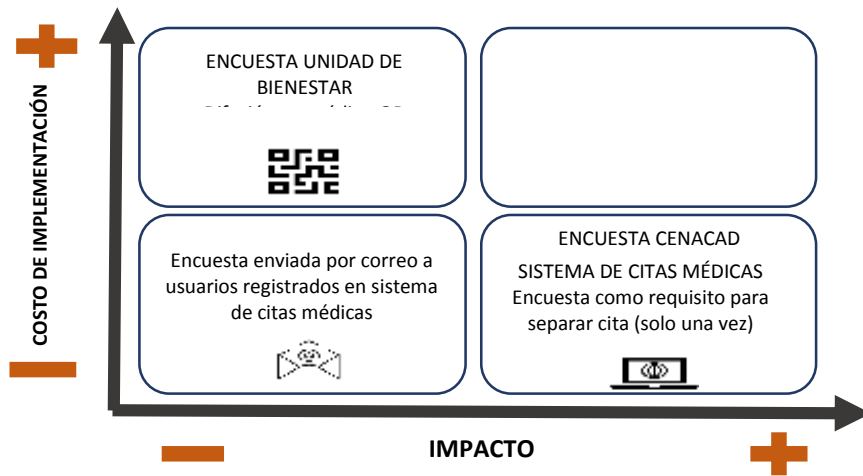 COSTO DE IMPLEMENTACIÓN
ENCUESTA UNIDAD DE
BIENESTAR
Encuesta enviada por correo a
usuarios registrados en sistema
de citas médicas
ENCUESTA CENACAD
SISTEMA DE CITAS MÉDICAS
Encuesta como requisito para
separar cita (solo una vez)
IMPACTO